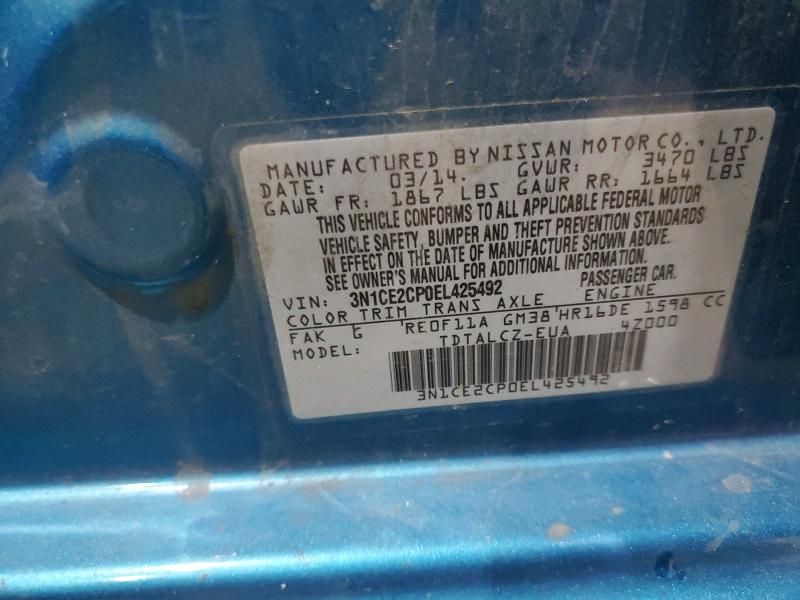 MANUFACTURED BY NISSAN MOTOR CO., LTD.
DATE: 03/14. GVWR: 3470 LBS
GAWR FR: 1867 LBS GAWR RR: 1664 LBS
THIS VEHICLE CONFORMS TO ALL APPLICABLE FEDERAL MOTOR
VEHICLE SAFETY, BUMPER AND THEFT PREVENTION STANDARDS
IN EFFECT ON THE DATE OF MANUFACTURE SHOWN ABOVE.
SEE OWNER'S MANUAL FOR ADDITIONAL INFORMATION.
VIN: 3N1CE2CP0EL425492 PASSENGER CAR.
COLOR TRIM TRANS AXLE ENGINE
FAK G 'RE0F11A GM38'HR16DE 1598 CC
MODEL: TDTALCZ-EUA 4Z000
3N1CE2CP0EL425492